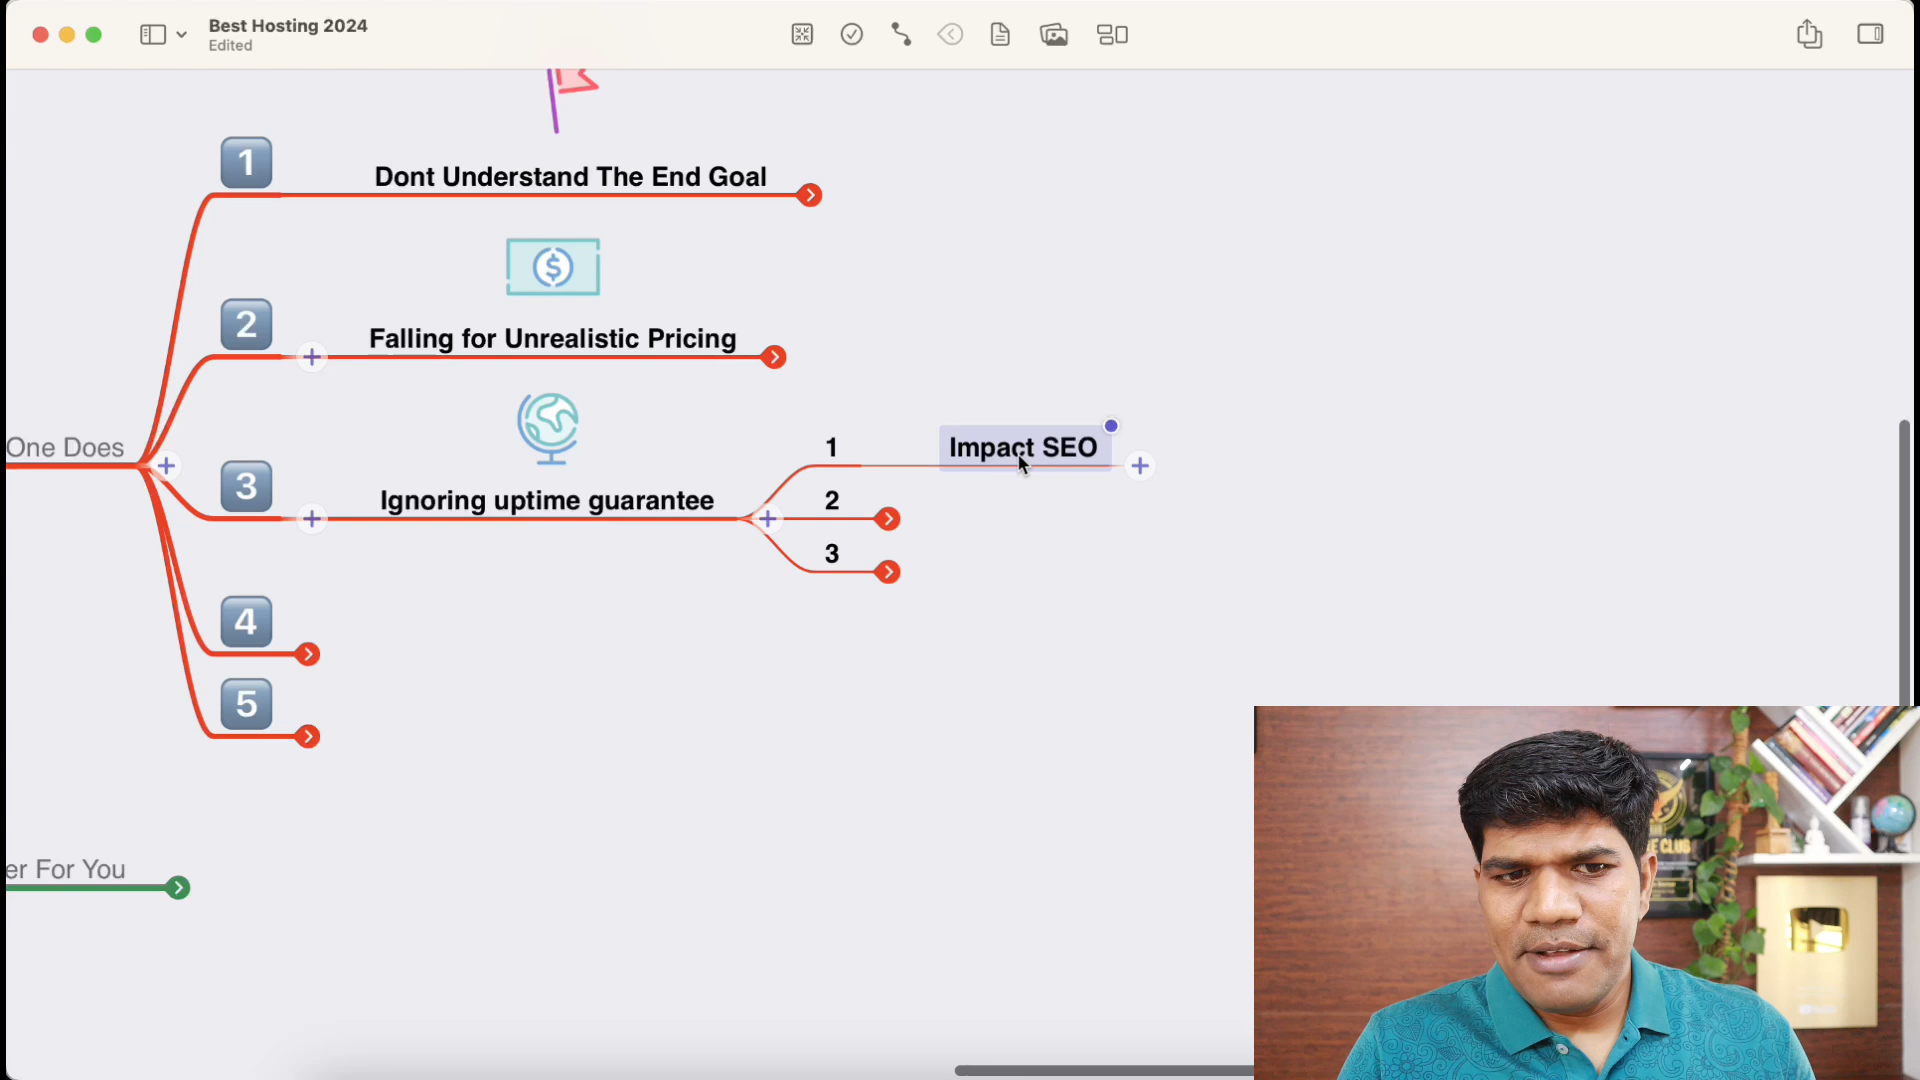 Best Hosting 2024
Edited
1
Dont Understand The End Goal
2
Falling for Unrealistic Pricing
One Does
3
Ignoring uptime guarantee
1
Impact SEO
2
3
4
5
er For You
E CLUB